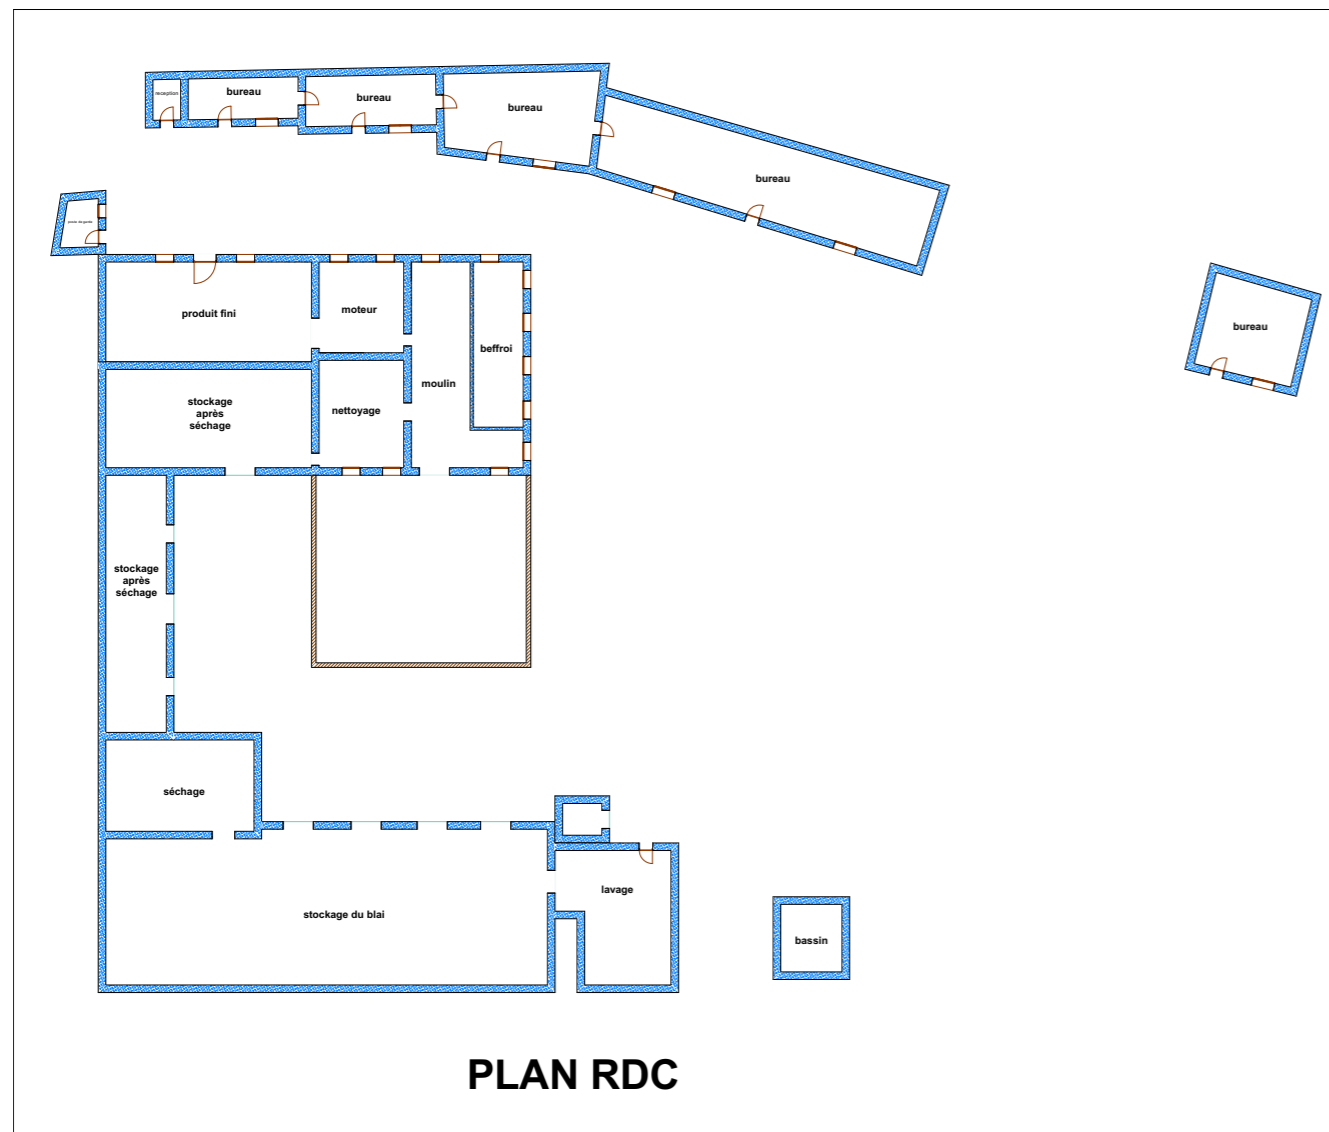 reception
bureau
bureau
bureau
bureau
bureau
produit fini
moteur
beffroi
moulin
stockage
après
séchage
nettoyage
stockage
après
séchage
séchage
lavage
stockage du blai
bassin
PLAN RDC